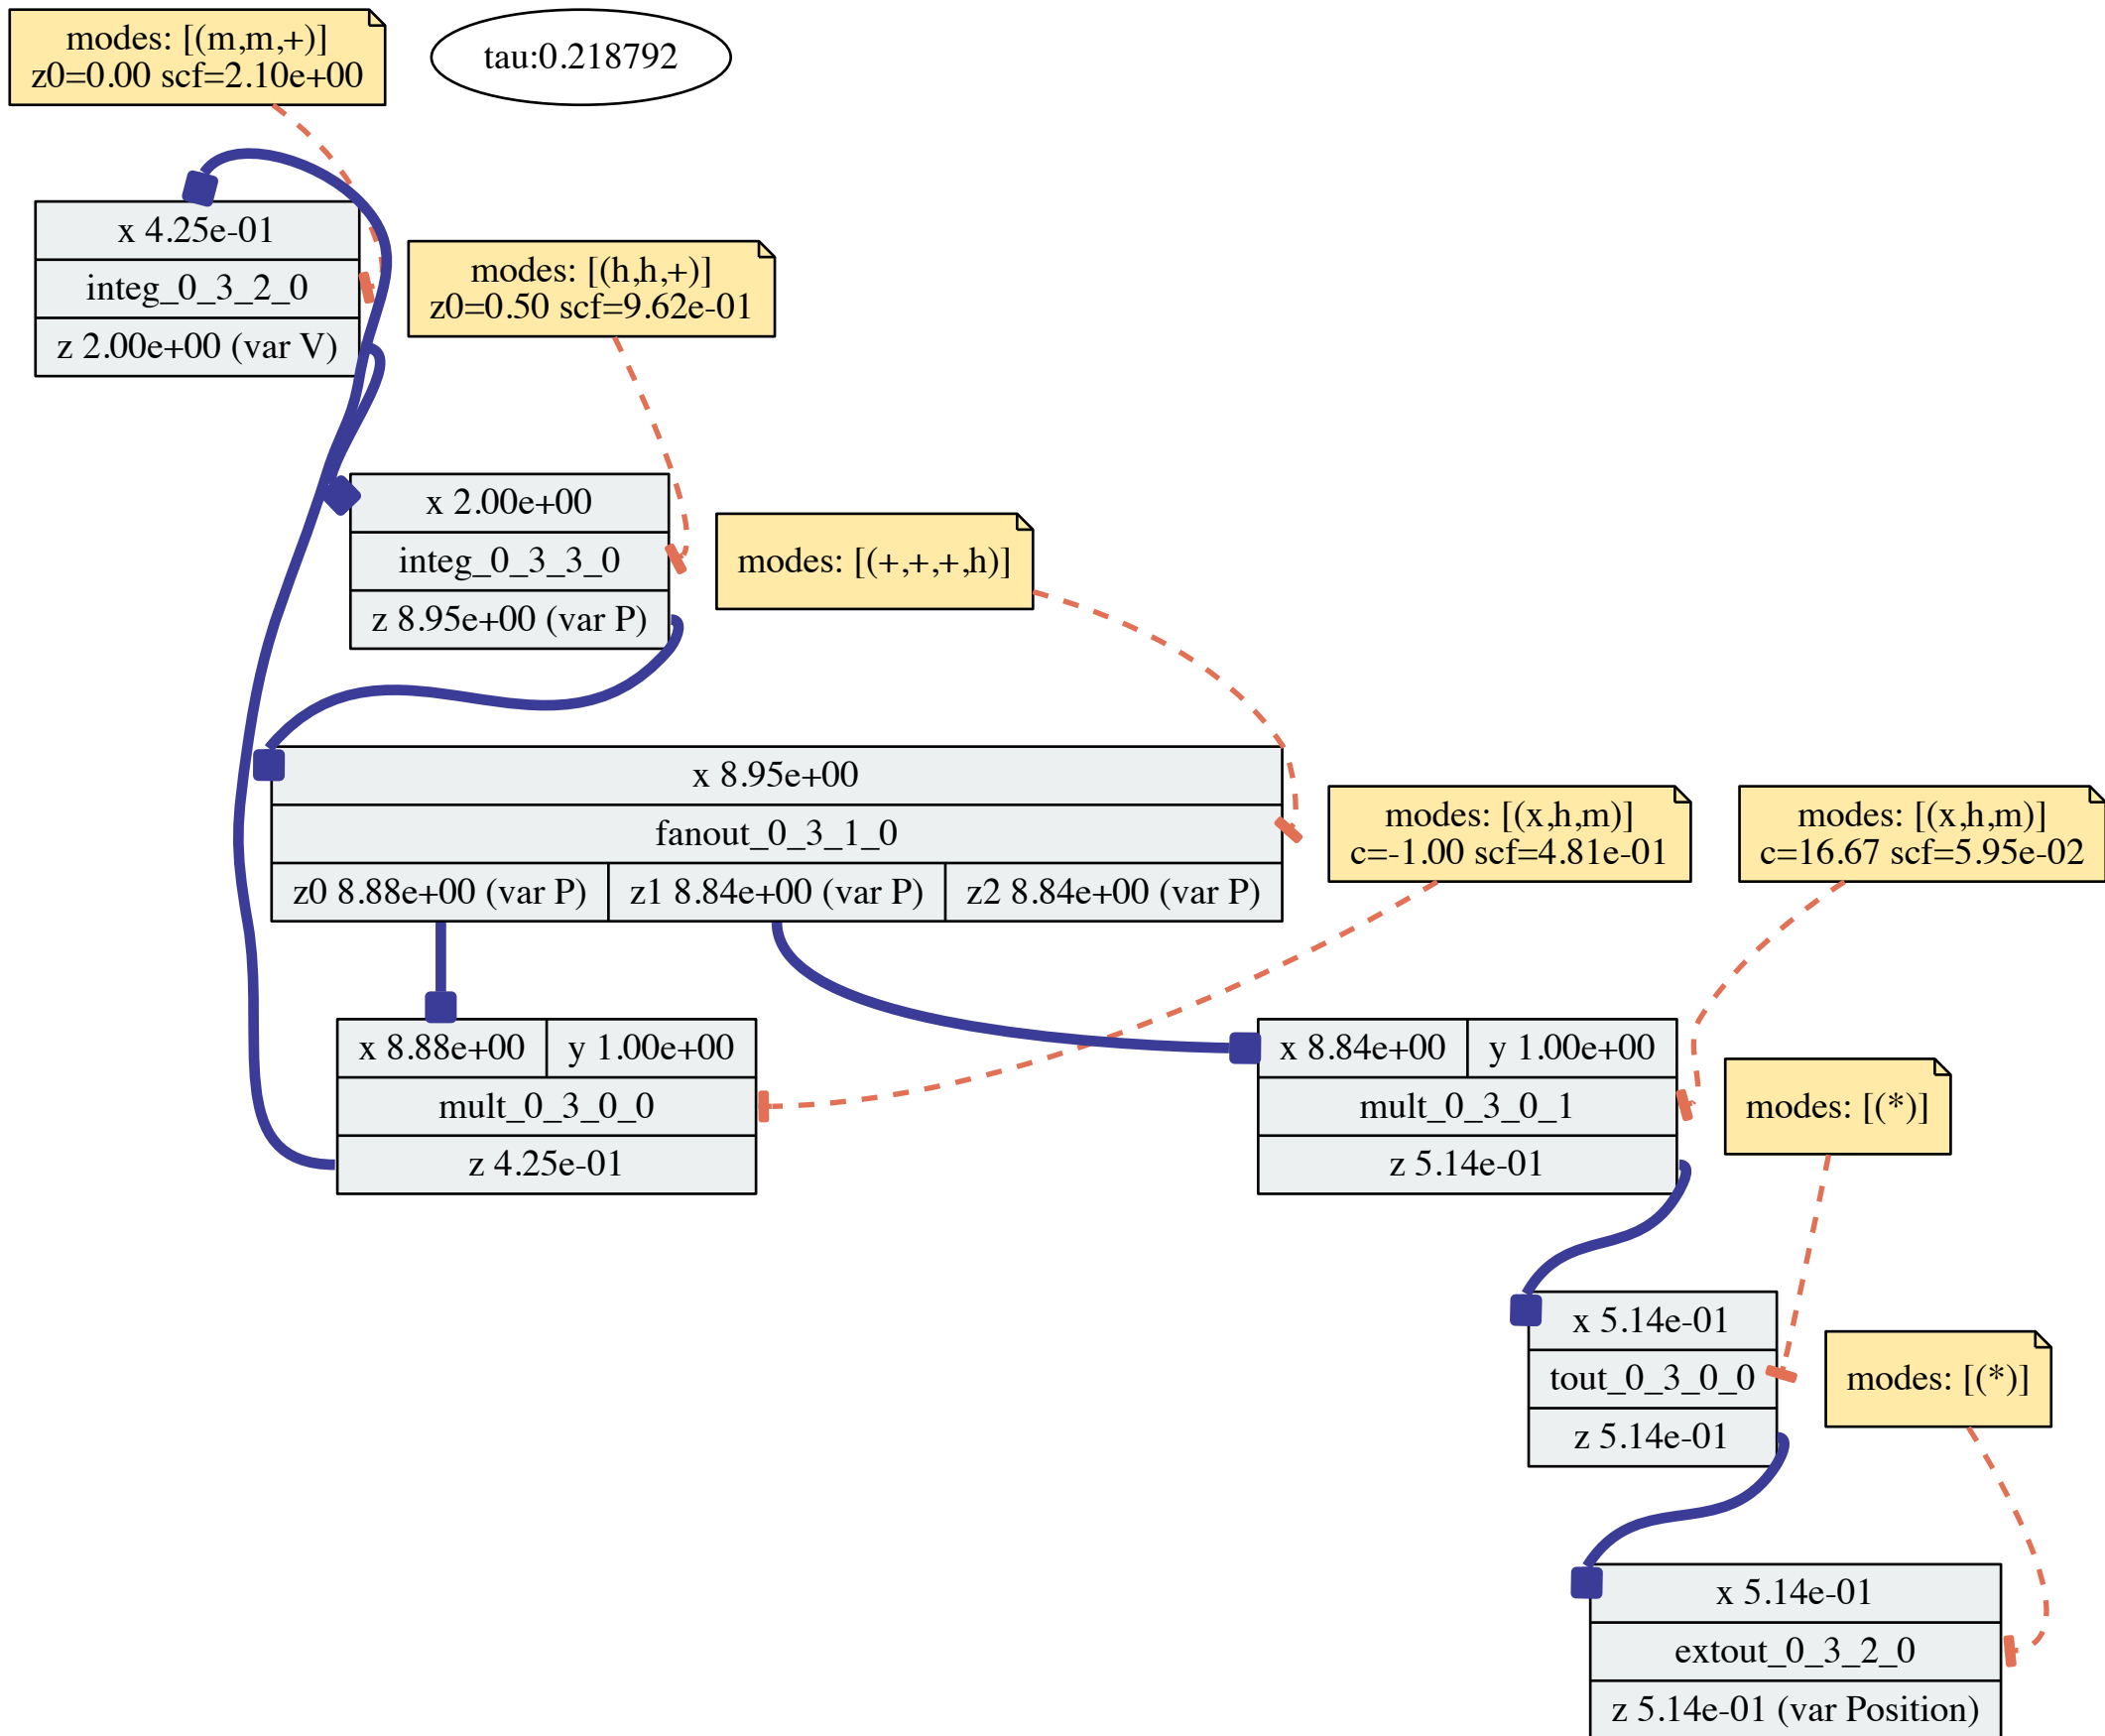 modes: [(m,m,+)]
z0=0.00 scf=2.10e+00
tau:0.218792
x 4.25e-01
integ_0_3_2_0
z 2.00e+00 (var V)
modes: [(h,h,+)]
z0=0.50 scf=9.62e-01
x 2.00e+00
integ_0_3_3_0
z 8.95e+00 (var P)
modes: [(+,+,+,h)]
x 8.95e+00
fanout_0_3_1_0
z0 8.88e+00 (var P)
z1 8.84e+00 (var P)
z2 8.84e+00 (var P)
modes: [(x,h,m)]
c=-1.00 scf=4.81e-01
modes: [(x,h,m)]
c=16.67 scf=5.95e-02
x 8.88e+00
y 1.00e+00
mult_0_3_0_0
z 4.25e-01
x 8.84e+00
y 1.00e+00
mult_0_3_0_1
z 5.14e-01
modes: [(*)]
x 5.14e-01
tout_0_3_0_0
z 5.14e-01
modes: [(*)]
x 5.14e-01
extout_0_3_2_0
z 5.14e-01 (var Position)